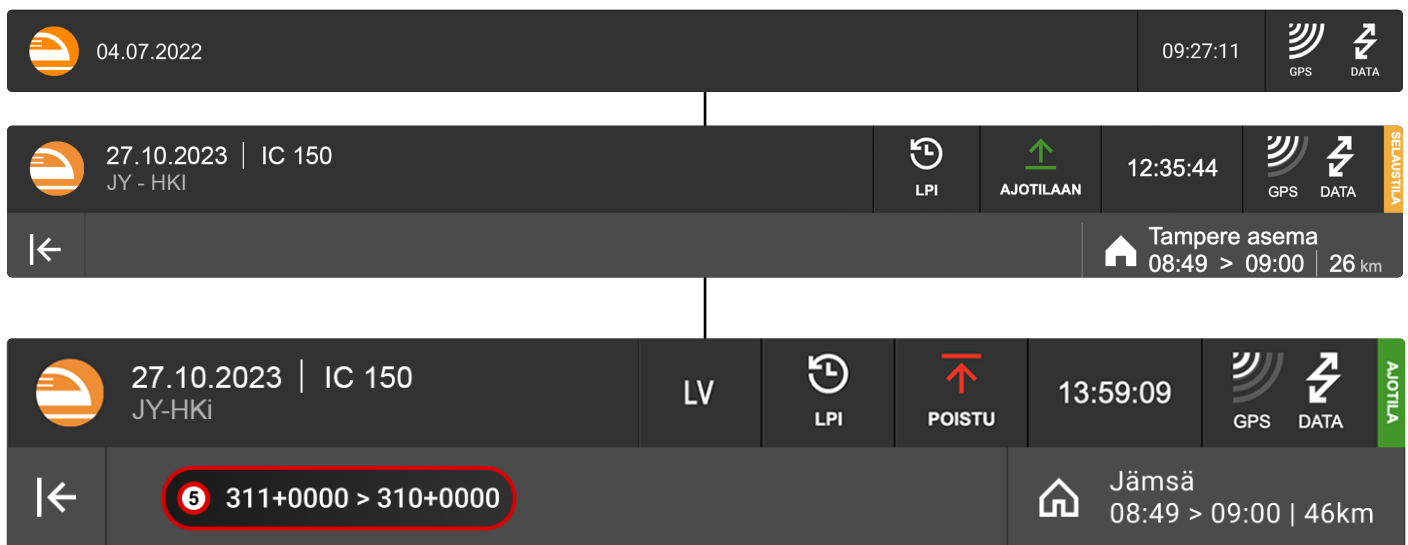 04.07.2022
09:27:11
GPS
DATA
27.10.2023 | IC 150
JY - HKI
LPI
AJOTILAAN
12:35:44
GPS
DATA
SELAUSTILA
Tampere asema
08:49 > 09:00 | 26 km
27.10.2023 | IC 150
JY-HKi
LV
LPI
POISTU
13:59:09
GPS
DATA
AJOTILA
5 311+0000 > 310+0000
Jämsä
08:49 > 09:00 | 46km